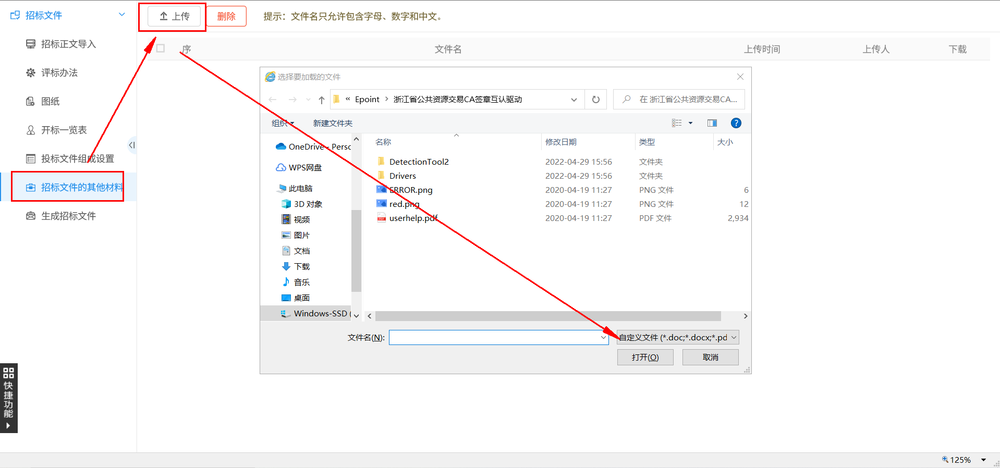 招标文件
招标正文导入
评标办法
图纸
开标一览表
投标文件组成设置
招标文件的其他材料
生成招标文件
快捷功能
上传
删除
提示：文件名只允许包含字母、数字和中文。
序 文件名 上传时间 上传人 下载
选择要加载的文件
« Epoint > 浙江省公共资源交易CA签章互认驱动
在 浙江省公共资源交易CA...
组织 新建文件夹
OneDrive - Persc
WPS网盘
此电脑
3D 对象
视频
图片
文档
下载
音乐
桌面
Windows-SSD (
名称 修改日期 类型 大小
DetectionTool2 2022-04-29 15:56 文件夹
Drivers 2022-04-29 15:56 文件夹
ERROR.png 2020-04-19 11:27 PNG 文件 6
red.png 2020-04-19 11:27 PNG 文件 12
userhelp.pdf 2020-04-19 11:27 PDF 文件 2,934
文件名(N):
自定义文件 (*.doc;*.docx;*.pd
打开(O) 取消
125%